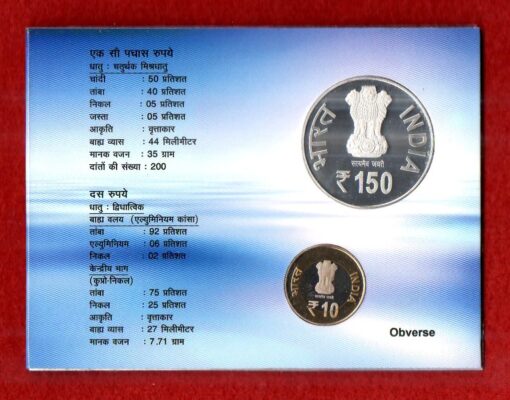 एक सौ पचास रुपये
धातु : चतुर्थक मिश्रधातु
चांदी : 50 प्रतिशत
तांबा : 40 प्रतिशत
निकल : 05 प्रतिशत
जस्ता : 05 प्रतिशत
आकृति : वृत्ताकार
बाह्य व्यास : 44 मिलीमीटर
मानक वजन : 35 ग्राम
दांतों की संख्या : 200
दस रुपये
धातु : द्विधात्विक
बाह्य वलय (एल्युमिनियम कांसा)
तांबा : 92 प्रतिशत
एल्युमिनियम : 06 प्रतिशत
निकल : 02 प्रतिशत
केन्द्रीय भाग
(कुप्रो-निकल)
तांबा : 75 प्रतिशत
निकल : 25 प्रतिशत
आकृति : वृत्ताकार
बाह्य व्यास : 27 मिलीमीटर
मानक वजन : 7.71 ग्राम
भारत
INDIA
सत्यमेव जयते
₹ 150
भारत
INDIA
₹ 10
Obverse